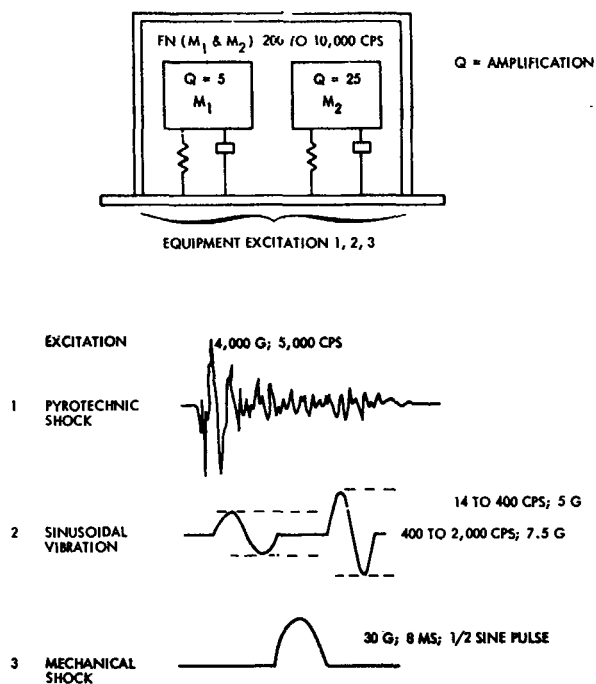 FN (M1 & M2) 200 TO 10,000 CPS
Q = AMPLIFICATION
Q = 5
M1
Q = 25
M2
EQUIPMENT EXCITATION 1, 2, 3
EXCITATION
4,000 G; 5,000 CPS
1 PYROTECHNIC
SHOCK
14 TO 400 CPS; 5 G
2 SINUSOIDAL
VIBRATION
400 TO 2,000 CPS; 7.5 G
30 G; 8 MS; 1/2 SINE PULSE
3 MECHANICAL
SHOCK